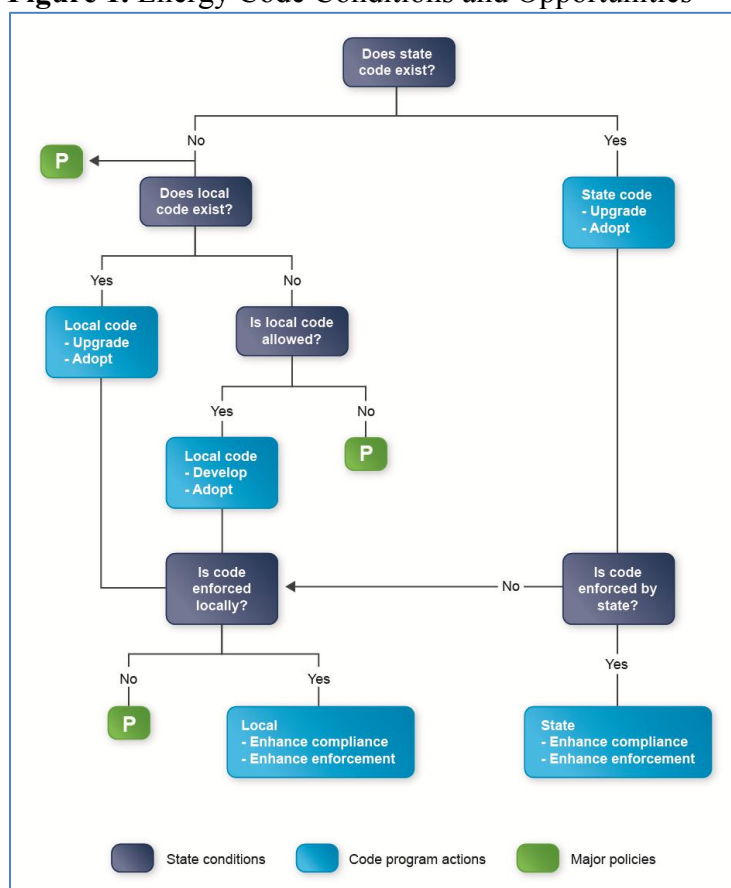 Figure 1. Energy Code Conditions and Opportunities
Does state
code exist?
No
Yes
P
Does local
code exist?
State code
- Upgrade
- Adopt
Yes
No
Local code
- Upgrade
- Adopt
Is local code
allowed?
Yes
No
Local code
- Develop
- Adopt
P
Is code
enforced
locally?
No
Is code
enforced by
state?
No
Yes
Yes
P
Local
- Enhance compliance
- Enhance enforcement
State
- Enhance compliance
- Enhance enforcement
State conditions
Code program actions
Major policies